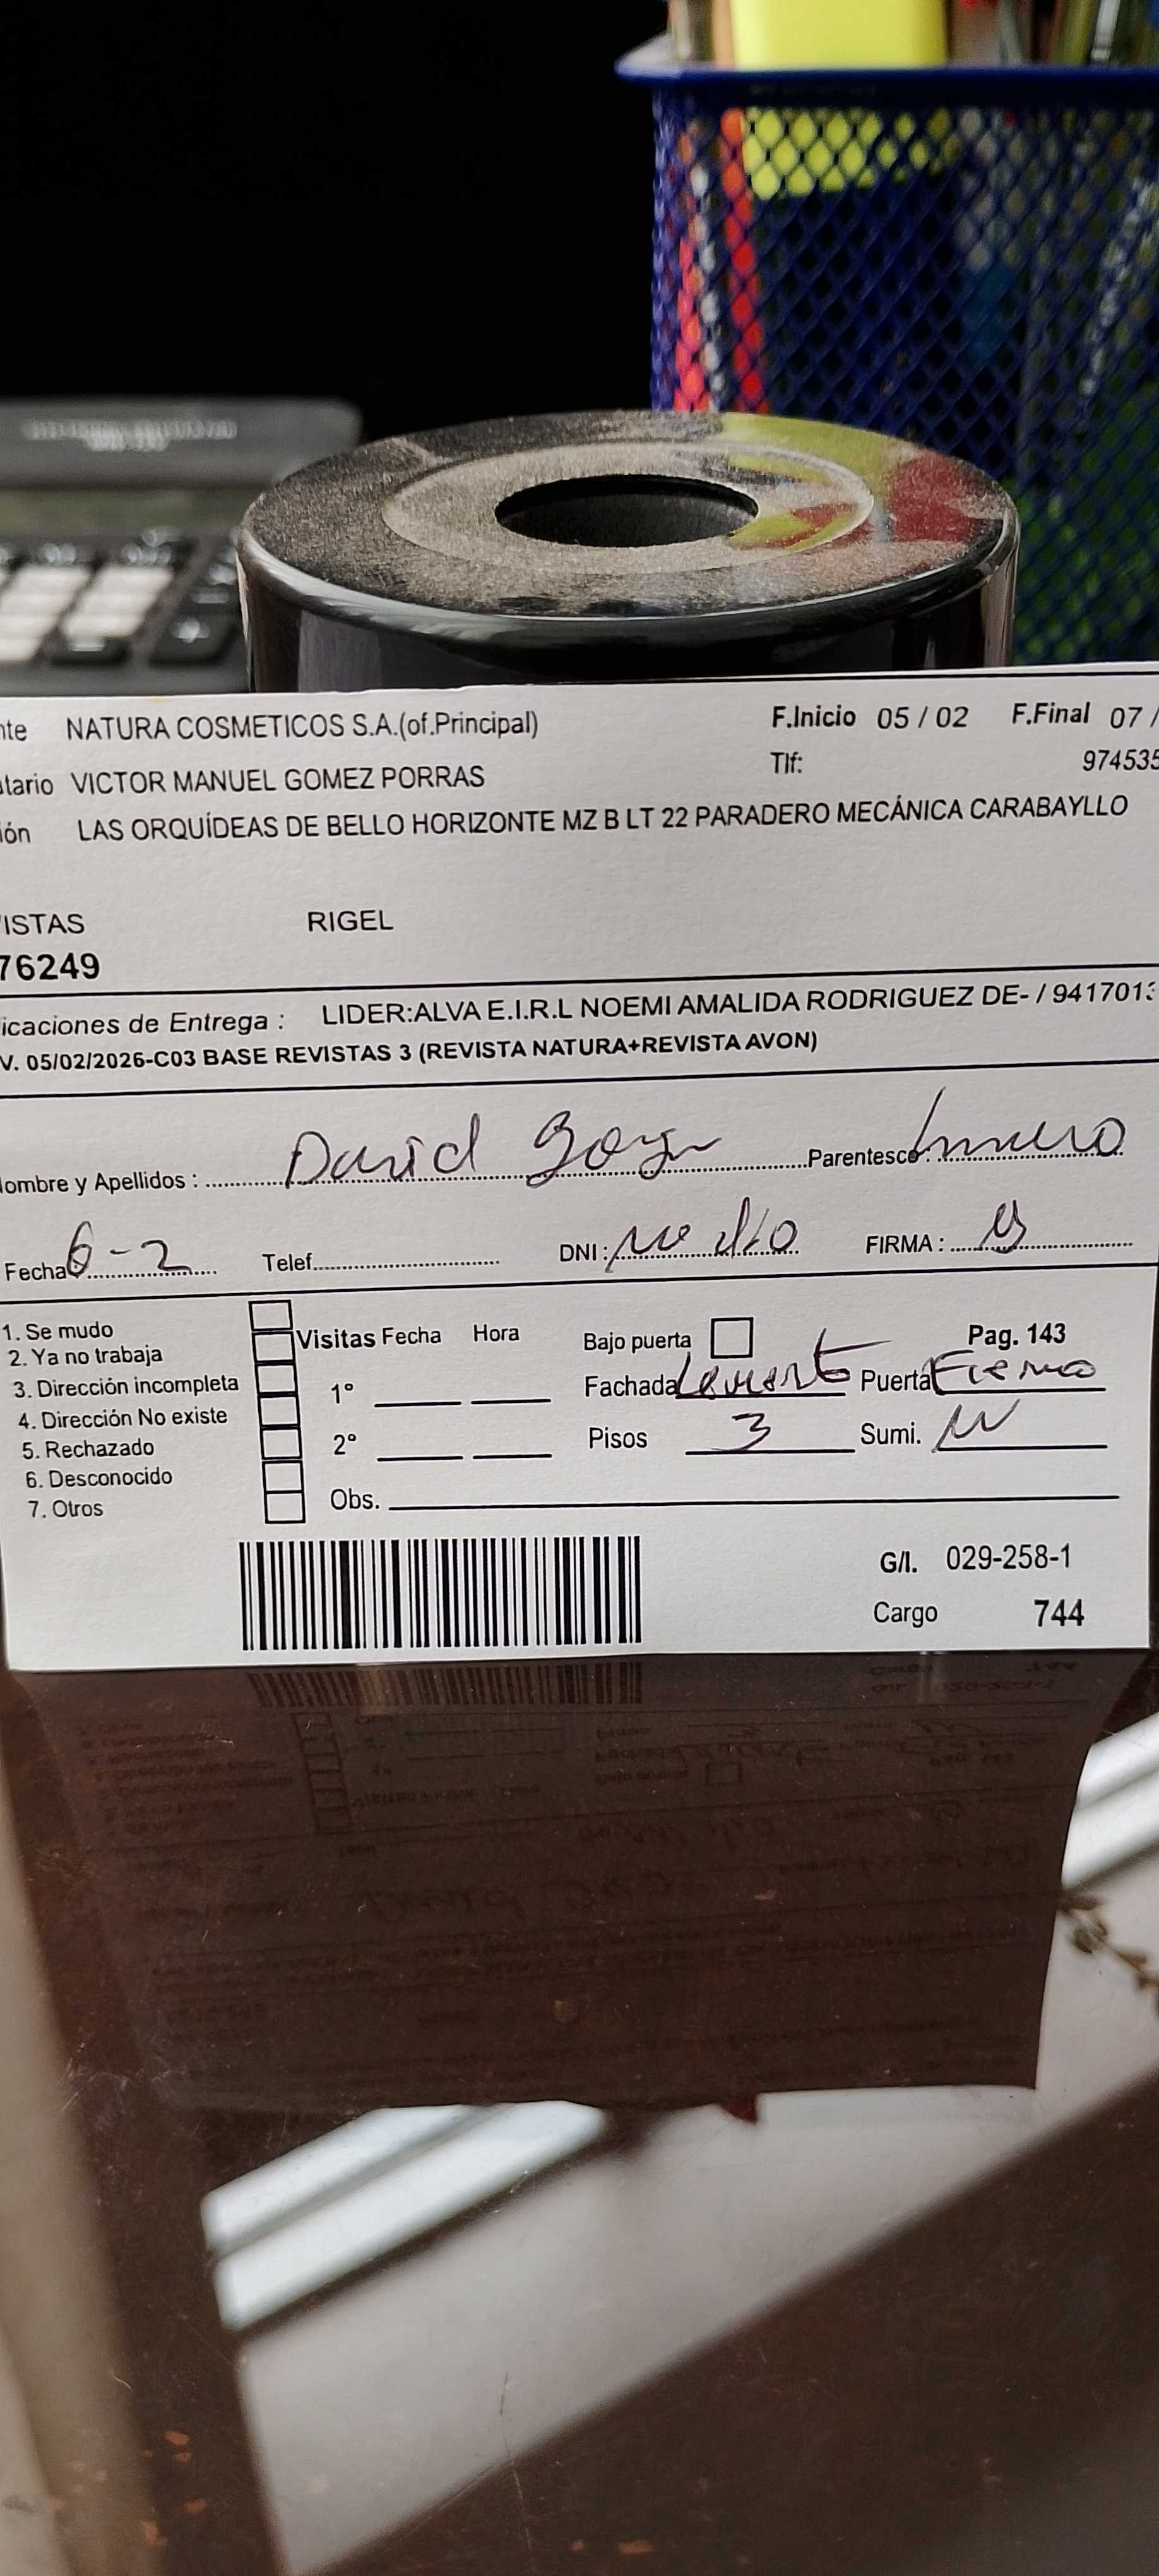 nte NATURA COSMETICOS S.A.(of.Principal) F.Inicio 05 / 02 F.Final 07 /
atario VICTOR MANUEL GOMEZ PORRAS Tlf: 974535
ión LAS ORQUÍDEAS DE BELLO HORIZONTE MZ B LT 22 PARADERO MECÁNICA CARABAYLLO
ISTAS RIGEL
76249
icaciones de Entrega : LIDER:ALVA E.I.R.L NOEMI AMALIDA RODRIGUEZ DE- / 941701
V. 05/02/2026-C03 BASE REVISTAS 3 (REVISTA NATURA+REVISTA AVON)
ombre y Apellidos : David Parentesco :
Fecha 6-2 Telef. DNI : no dio FIRMA :
1. Se mudo
2. Ya no trabaja
3. Dirección incompleta
4. Dirección No existe
5. Rechazado
6. Desconocido
7. Otros
Visitas Fecha Hora
1°
2°
Obs.
Bajo puerta Pag. 143
Fachada Puerta Fierro
Pisos 3 Sumi.
G/I. 029-258-1
Cargo 744